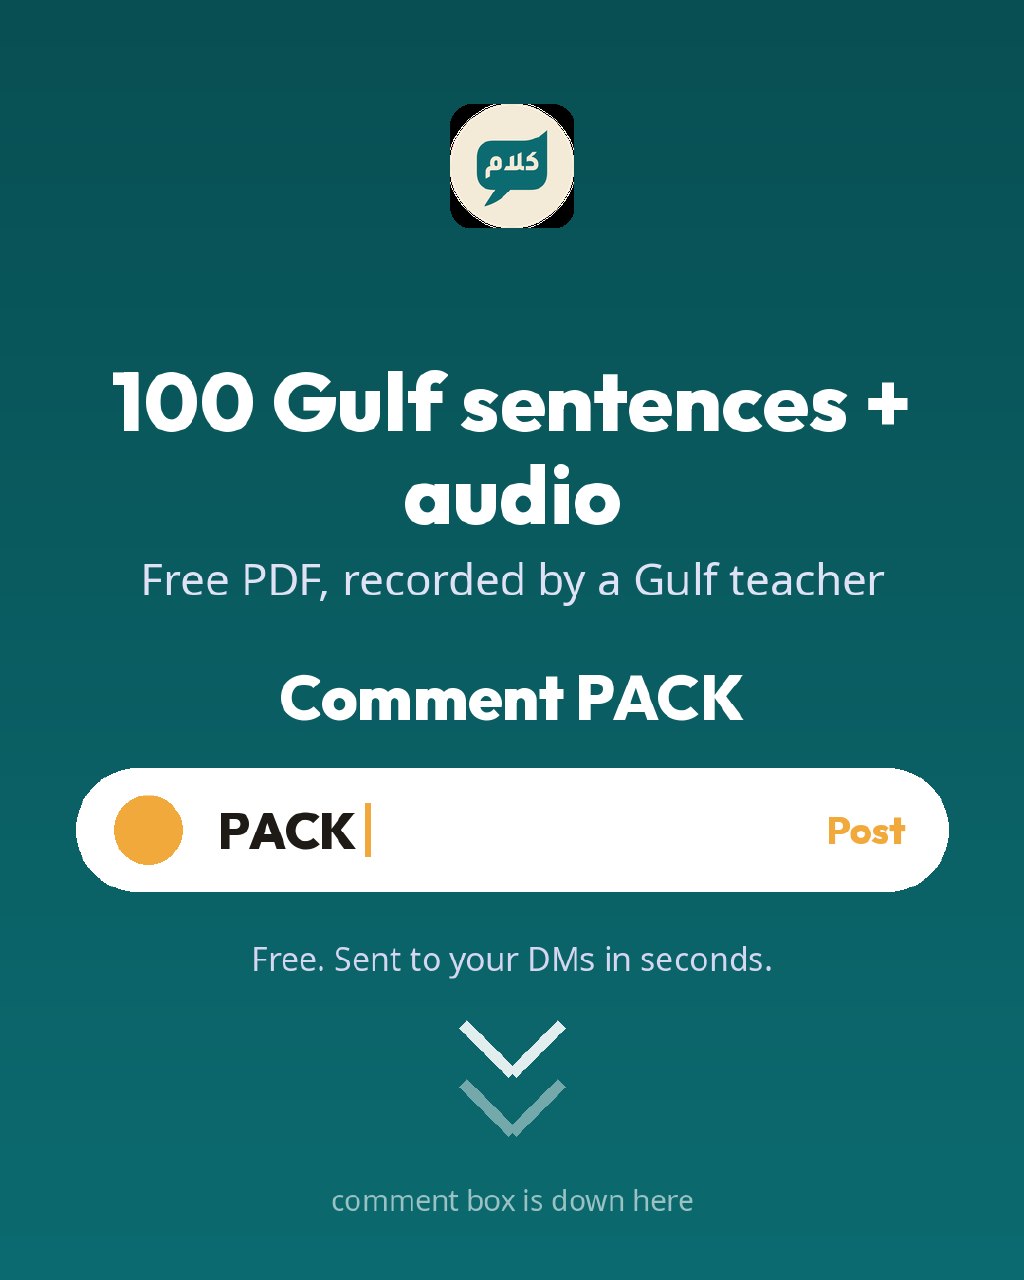 كلام
100 Gulf sentences +
audio
Free PDF, recorded by a Gulf teacher
Comment PACK
PACK
Post
Free. Sent to your DMs in seconds.
comment box is down here